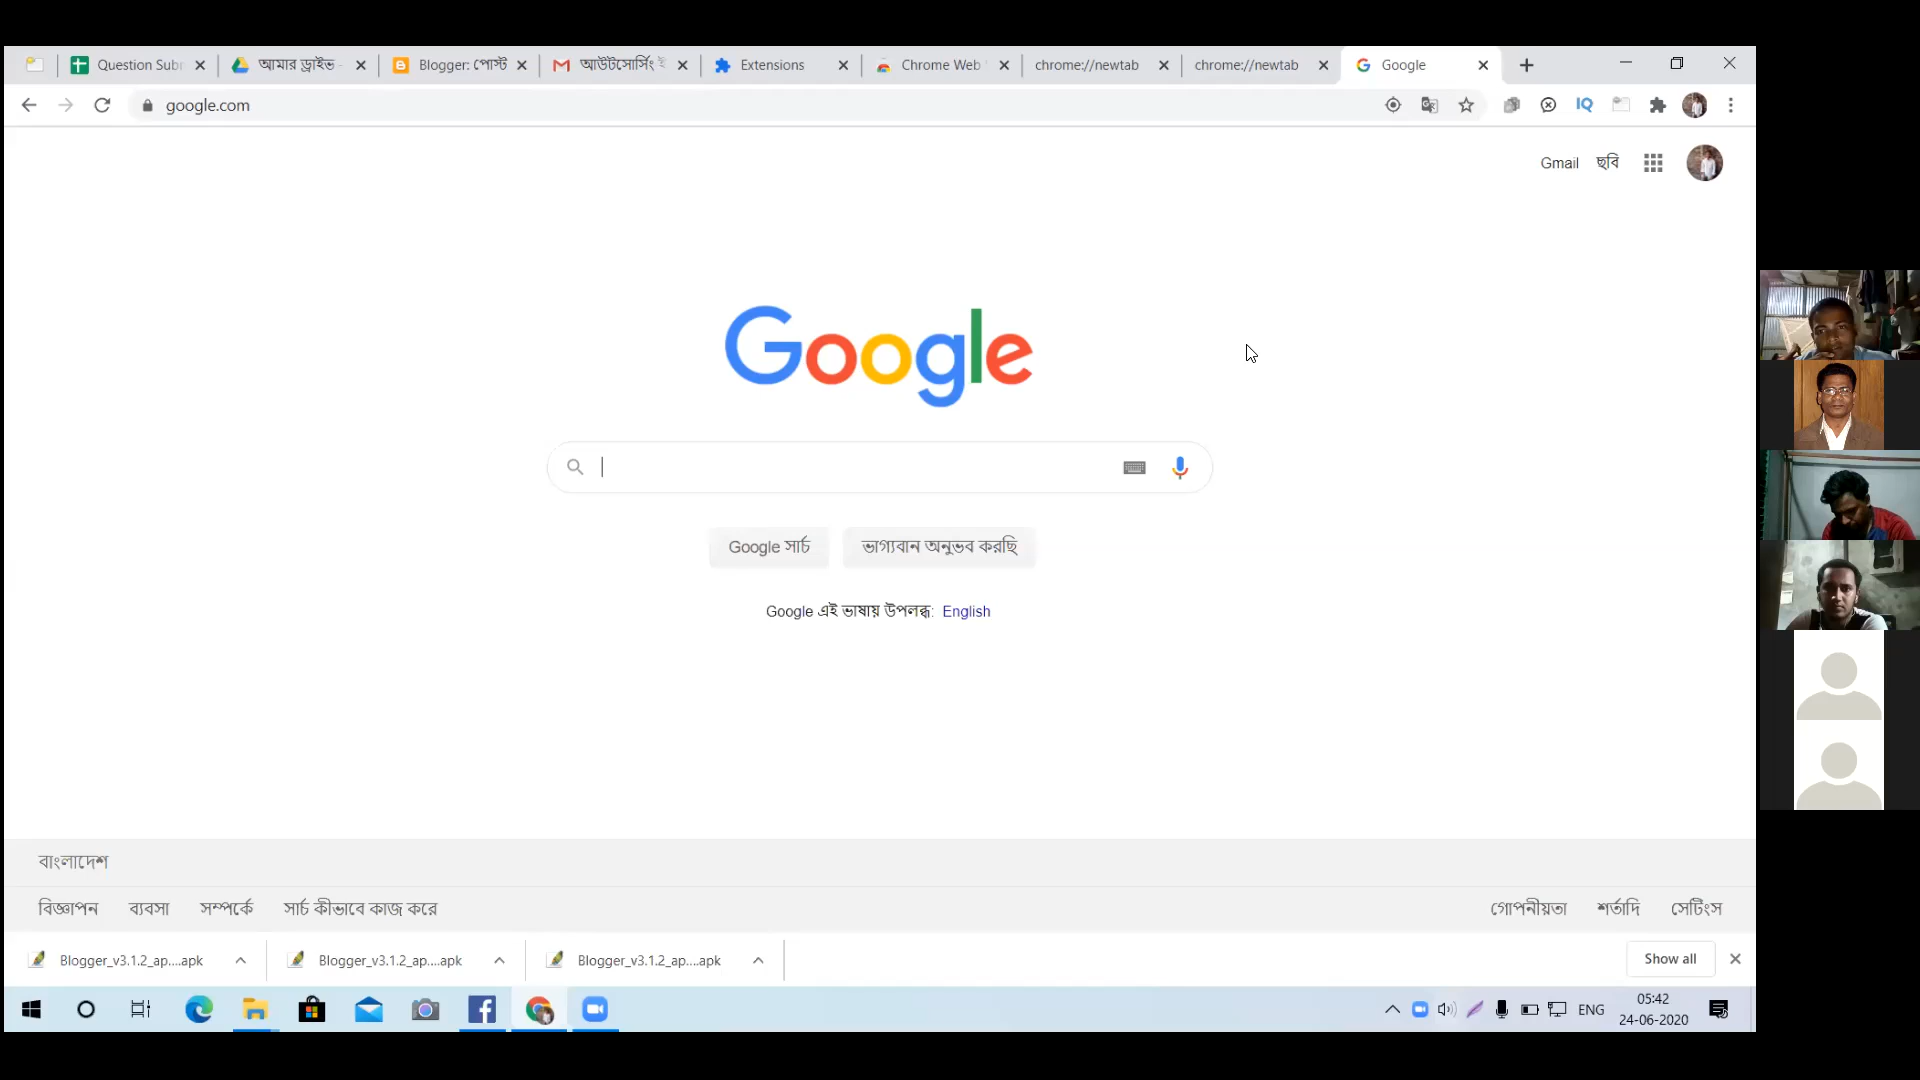 Question Subr
আমার ড্রাইভ -
Blogger: পোস্ট
আউটসোর্সিং ই
Extensions
Chrome Web
chrome://newtab
chrome://newtab
Google
google.com
IQ
Gmail ছবি
Google
Google সার্চ
ভাগ্যবান অনুভব করছি
Google এই ভাষায় উপলব্ধ: English
বাংলাদেশ
বিজ্ঞাপন ব্যবসা সম্পর্কে সার্চ কীভাবে কাজ করে
গোপনীয়তা শর্তাদি সেটিংস
Blogger_v3.1.2_ap....apk
Blogger_v3.1.2_ap....apk
Blogger_v3.1.2_ap....apk
Show all
ENG
05:42
24-06-2020